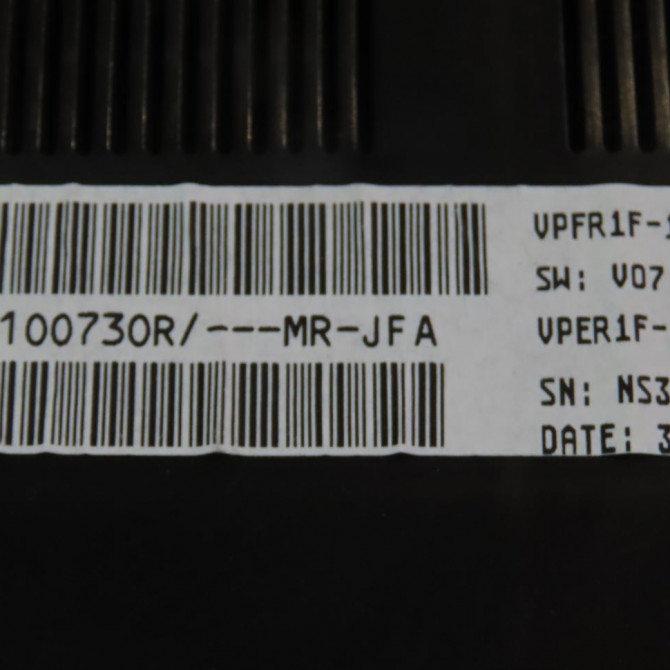 100730R/---MR-JFA
VPFR1F-
SW: V07
VPER1F-
SN: NS3
DATE: 3